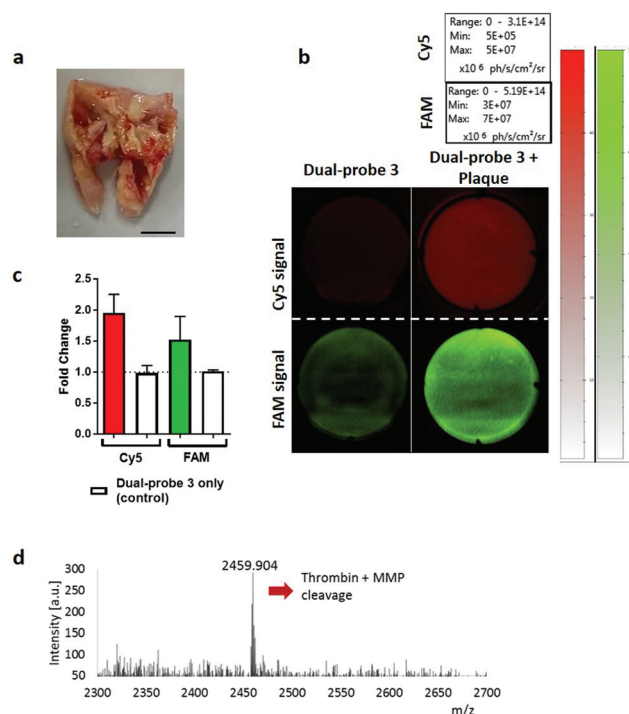 a
b
Cy5
Range: 0 - 3.1E+14
Min: 5E+05
Max: 5E+07
x10 6 ph/s/cm²/sr
FAM
Range: 0 - 5.19E+14
Min: 3E+07
Max: 7E+07
x10 6 ph/s/cm²/sr
Dual-probe 3
Dual-probe 3 +
Plaque
Cy5 signal
FAM signal
c
Fold Change
2.5
2.0
1.5
1.0
0.5
0.0
Cy5
FAM
Dual-probe 3 only
(control)
d
Intensity [a.u.]
300
250
200
150
100
50
2459.904
Thrombin + MMP
cleavage
2300
2350
2400
2450
2500
2550
2600
2650
2700
m/z